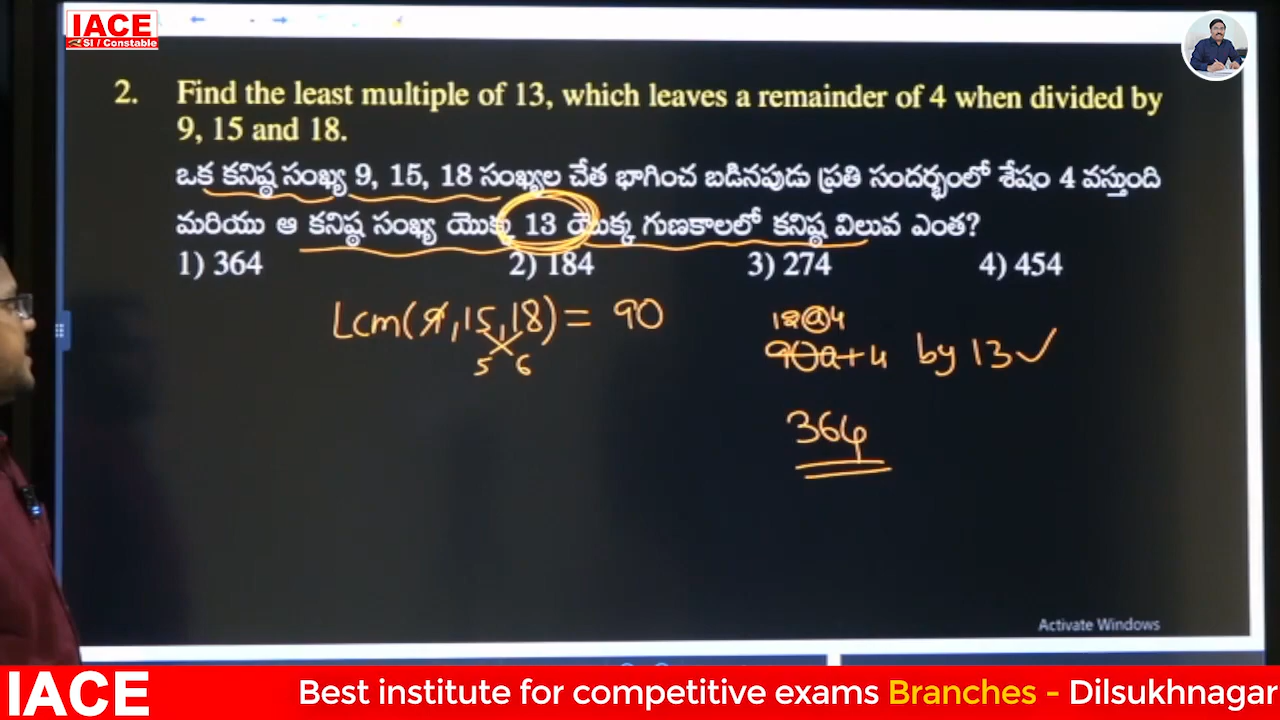 IACE
SI / Constable
2. Find the least multiple of 13, which leaves a remainder of 4 when divided by
9, 15 and 18.
ఒక కనిష్ఠ సంఖ్య 9, 15, 18 సంఖ్యల చేత భాగించ బడినపుడు ప్రతి సందర్భంలో శేషం 4 వస్తుంది
మరియు ఆ కనిష్ఠ సంఖ్య యొక్క 13 యొక్క గుణకాలలో కనిష్ఠ విలువ ఎంత?
1) 364 2) 184 3) 274 4) 454
Lcm(9,15,18) = 90
5 6
90a+4 by 13✓
364
Activate Windows
IACE Best institute for competitive exams Branches - Dilsukhnagar